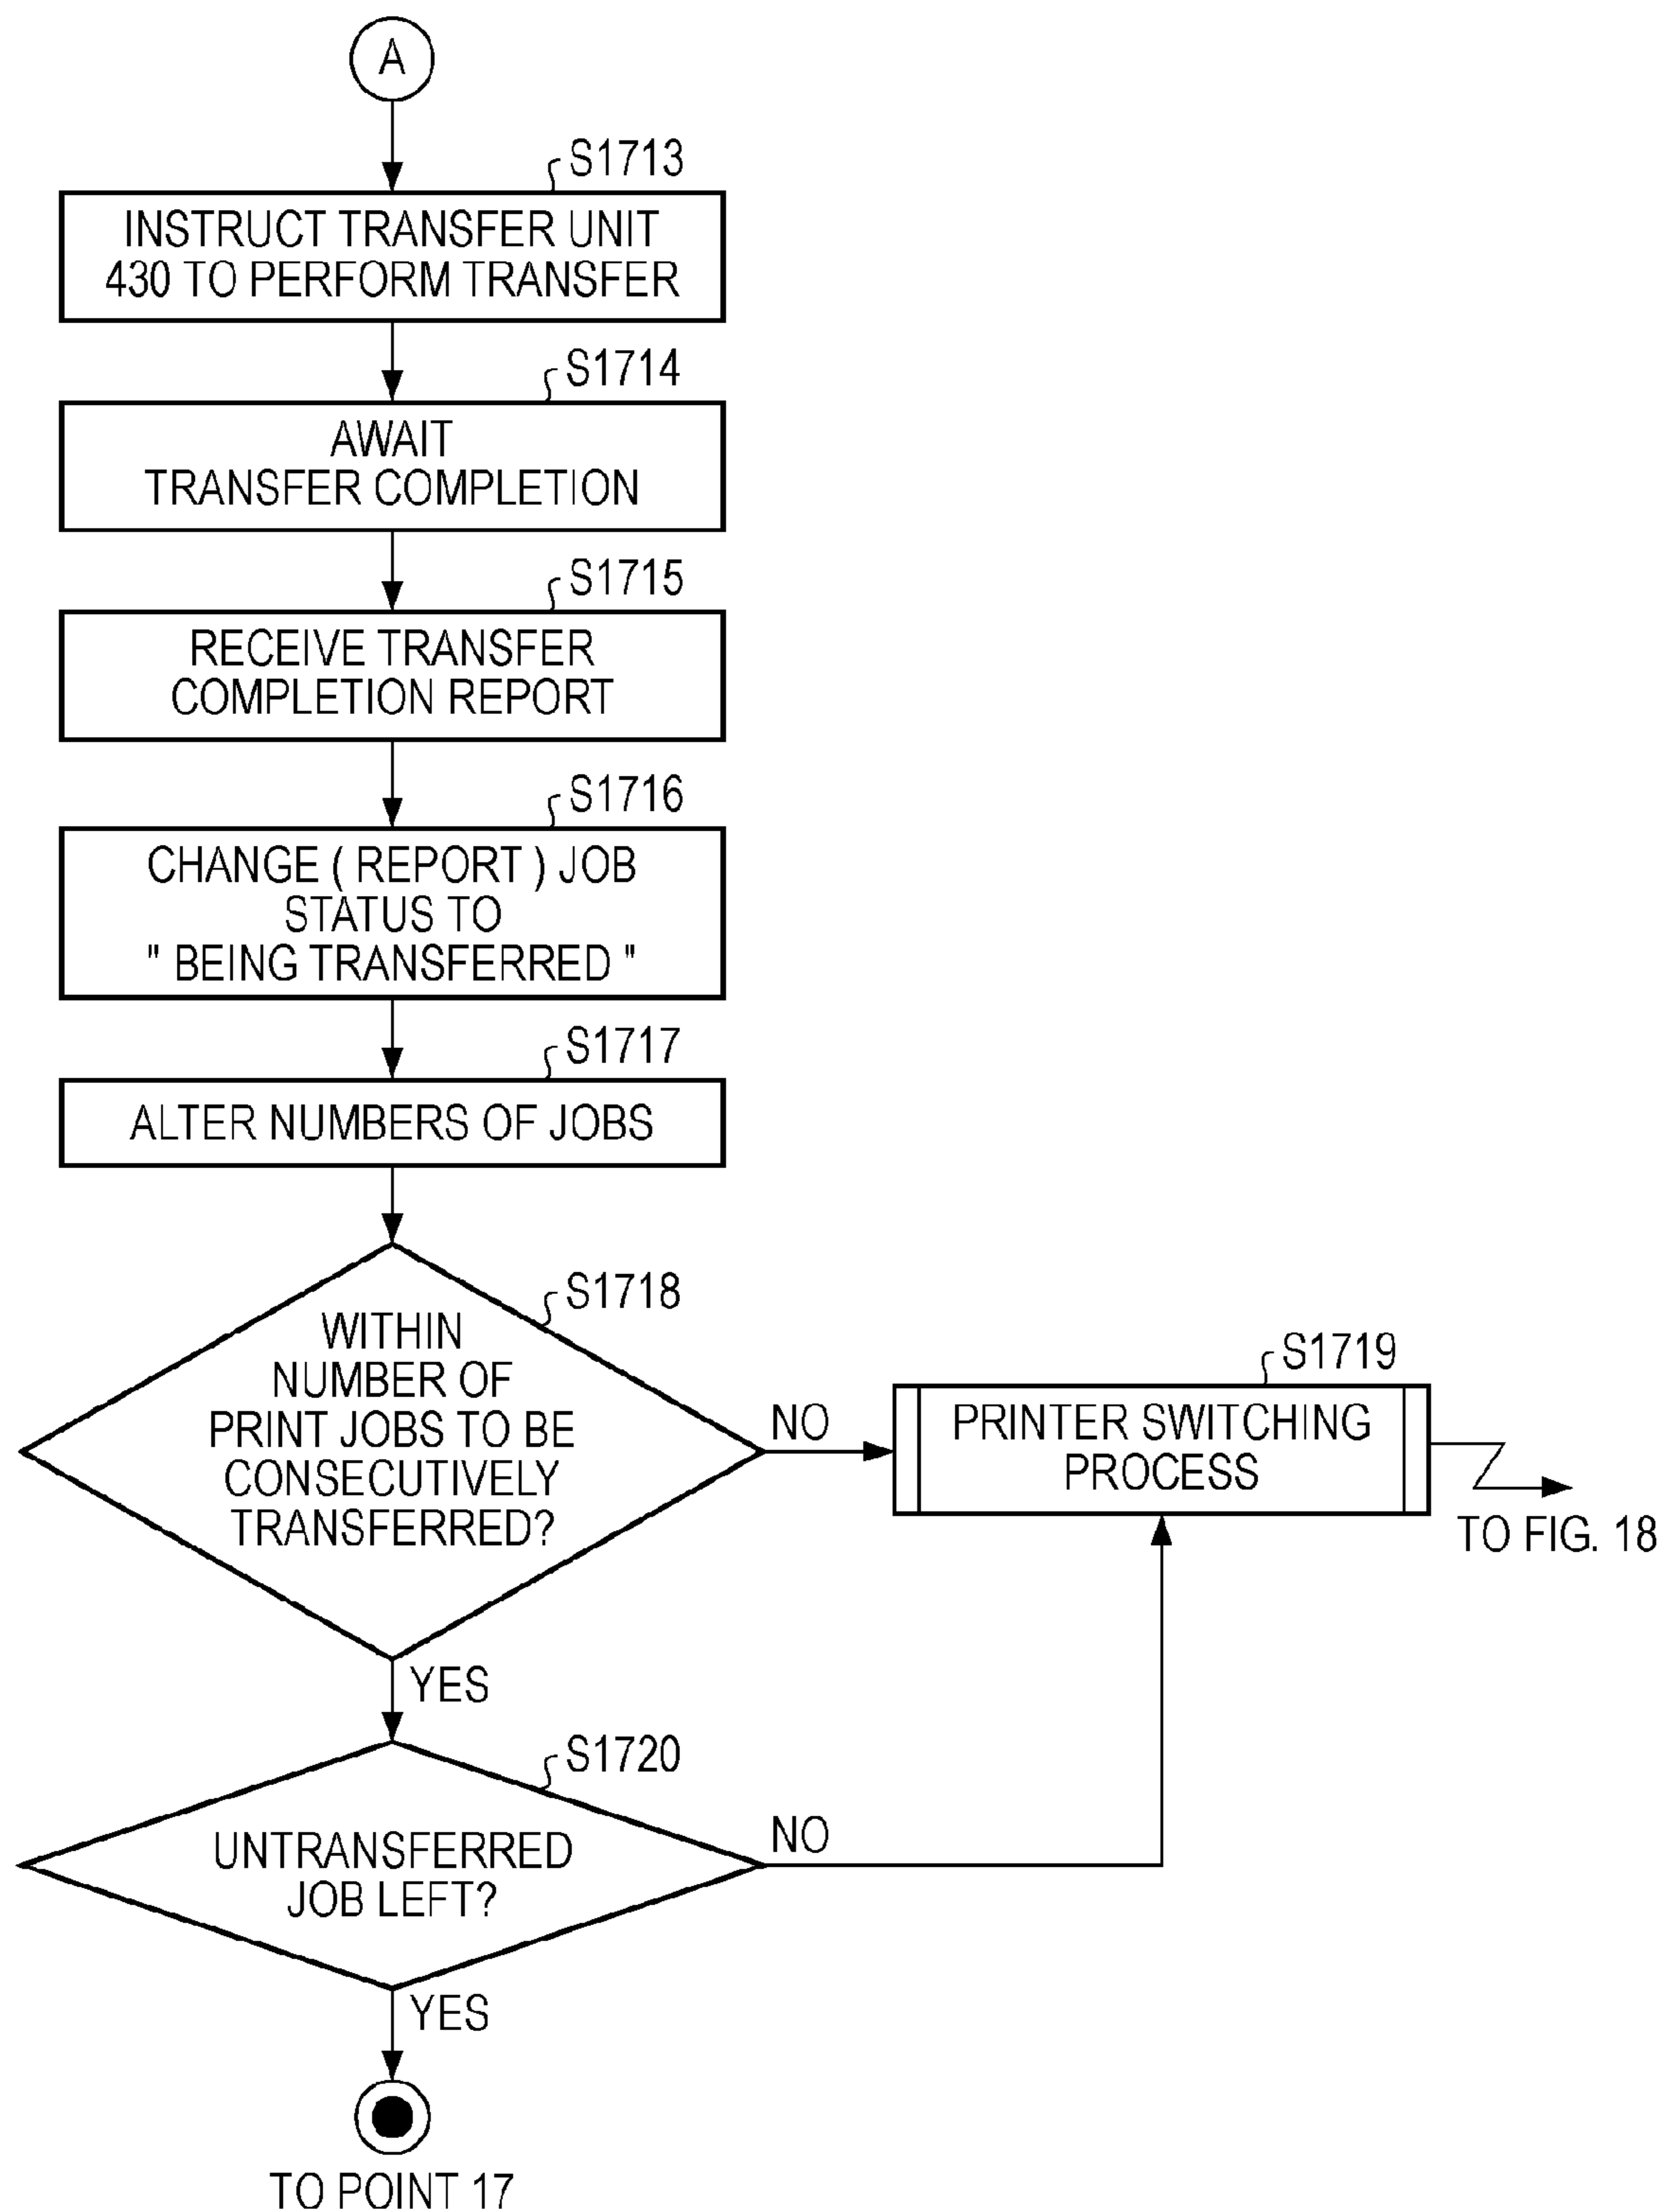 A
S1713
INSTRUCT TRANSFER UNIT
430 TO PERFORM TRANSFER
S1714
AWAIT
TRANSFER COMPLETION
S1715
RECEIVE TRANSFER
COMPLETION REPORT
S1716
CHANGE ( REPORT ) JOB
STATUS TO
" BEING TRANSFERRED "
S1717
ALTER NUMBERS OF JOBS
S1718
WITHIN
NUMBER OF
PRINT JOBS TO BE
CONSECUTIVELY
TRANSFERRED?
NO
S1719
PRINTER SWITCHING
PROCESS
TO FIG. 18
YES
S1720
UNTRANSFERRED
JOB LEFT?
NO
YES
TO POINT 17